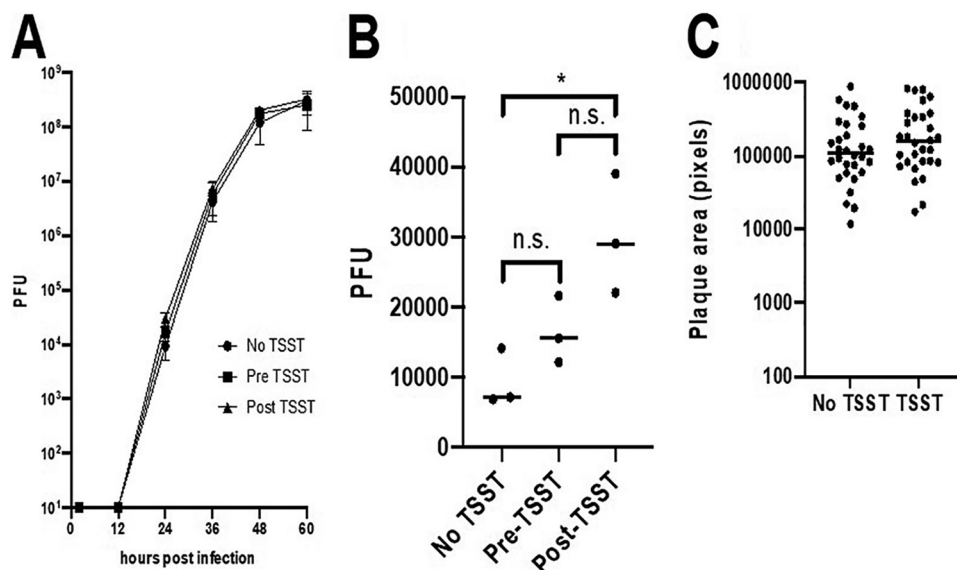 A
10⁹
10⁸
10⁷
10⁶
10⁵
10⁴
10³
10²
10¹
PFU
0
12
24
36
48
60
hours post infection
No TSST
Pre TSST
Post TSST
B
*
n.s.
n.s.
50000
40000
30000
20000
10000
0
PFU
No TSST
Pre-TSST
Post-TSST
C
1000000
100000
10000
1000
100
Plaque area (pixels)
No TSST TSST